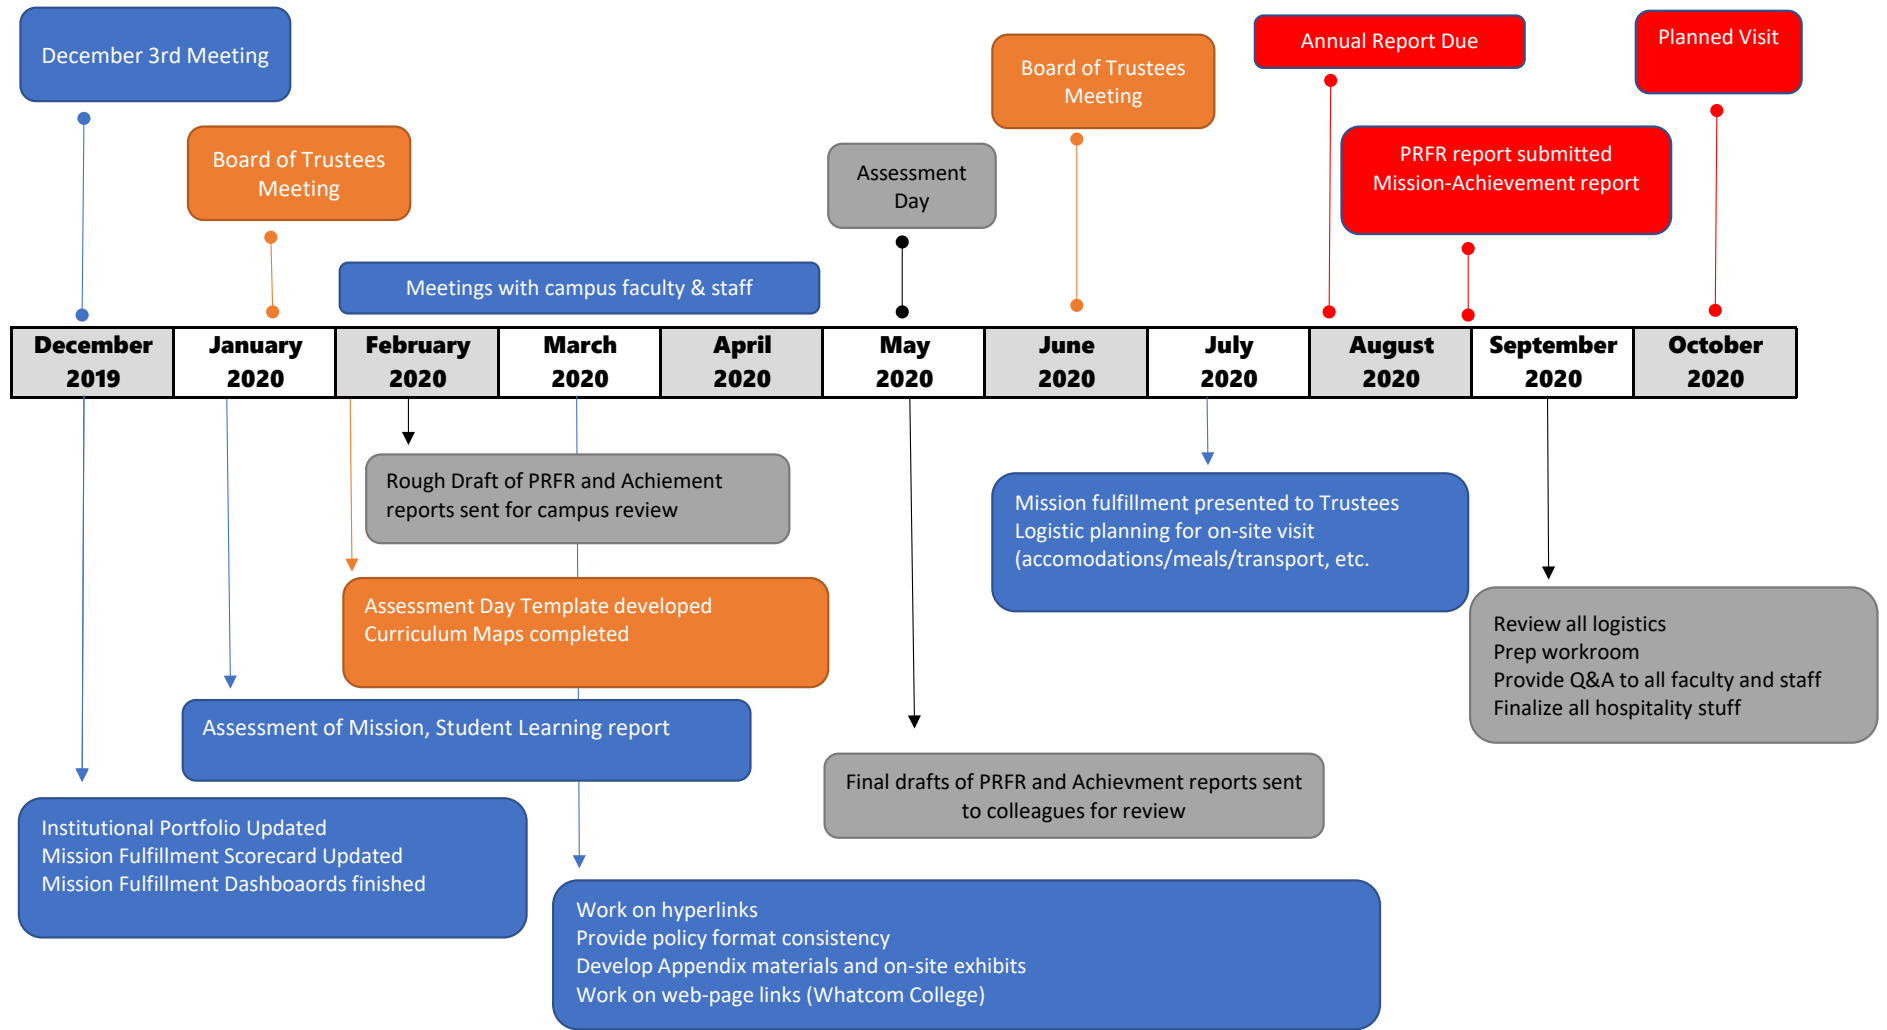 December 3rd Meeting
Board of Trustees
Meeting
Meetings with campus faculty & staff
Assessment
Day
Board of Trustees
Meeting
Annual Report Due
PRFR report submitted
Mission-Achievement report
Planned Visit
December
2019
January
2020
February
2020
March
2020
April
2020
May
2020
June
2020
July
2020
August
2020
September
2020
October
2020
Rough Draft of PRFR and Achiement
reports sent for campus review
Assessment Day Template developed
Curriculum Maps completed
Assessment of Mission, Student Learning report
Institutional Portfolio Updated
Mission Fulfillment Scorecard Updated
Mission Fulfillment Dashboaords finished
Work on hyperlinks
Provide policy format consistency
Develop Appendix materials and on-site exhibits
Work on web-page links (Whatcom College)
Final drafts of PRFR and Achievment reports sent
to colleagues for review
Mission fulfillment presented to Trustees
Logistic planning for on-site visit
(accomodations/meals/transport, etc.
Review all logistics
Prep workroom
Provide Q&A to all faculty and staff
Finalize all hospitality stuff